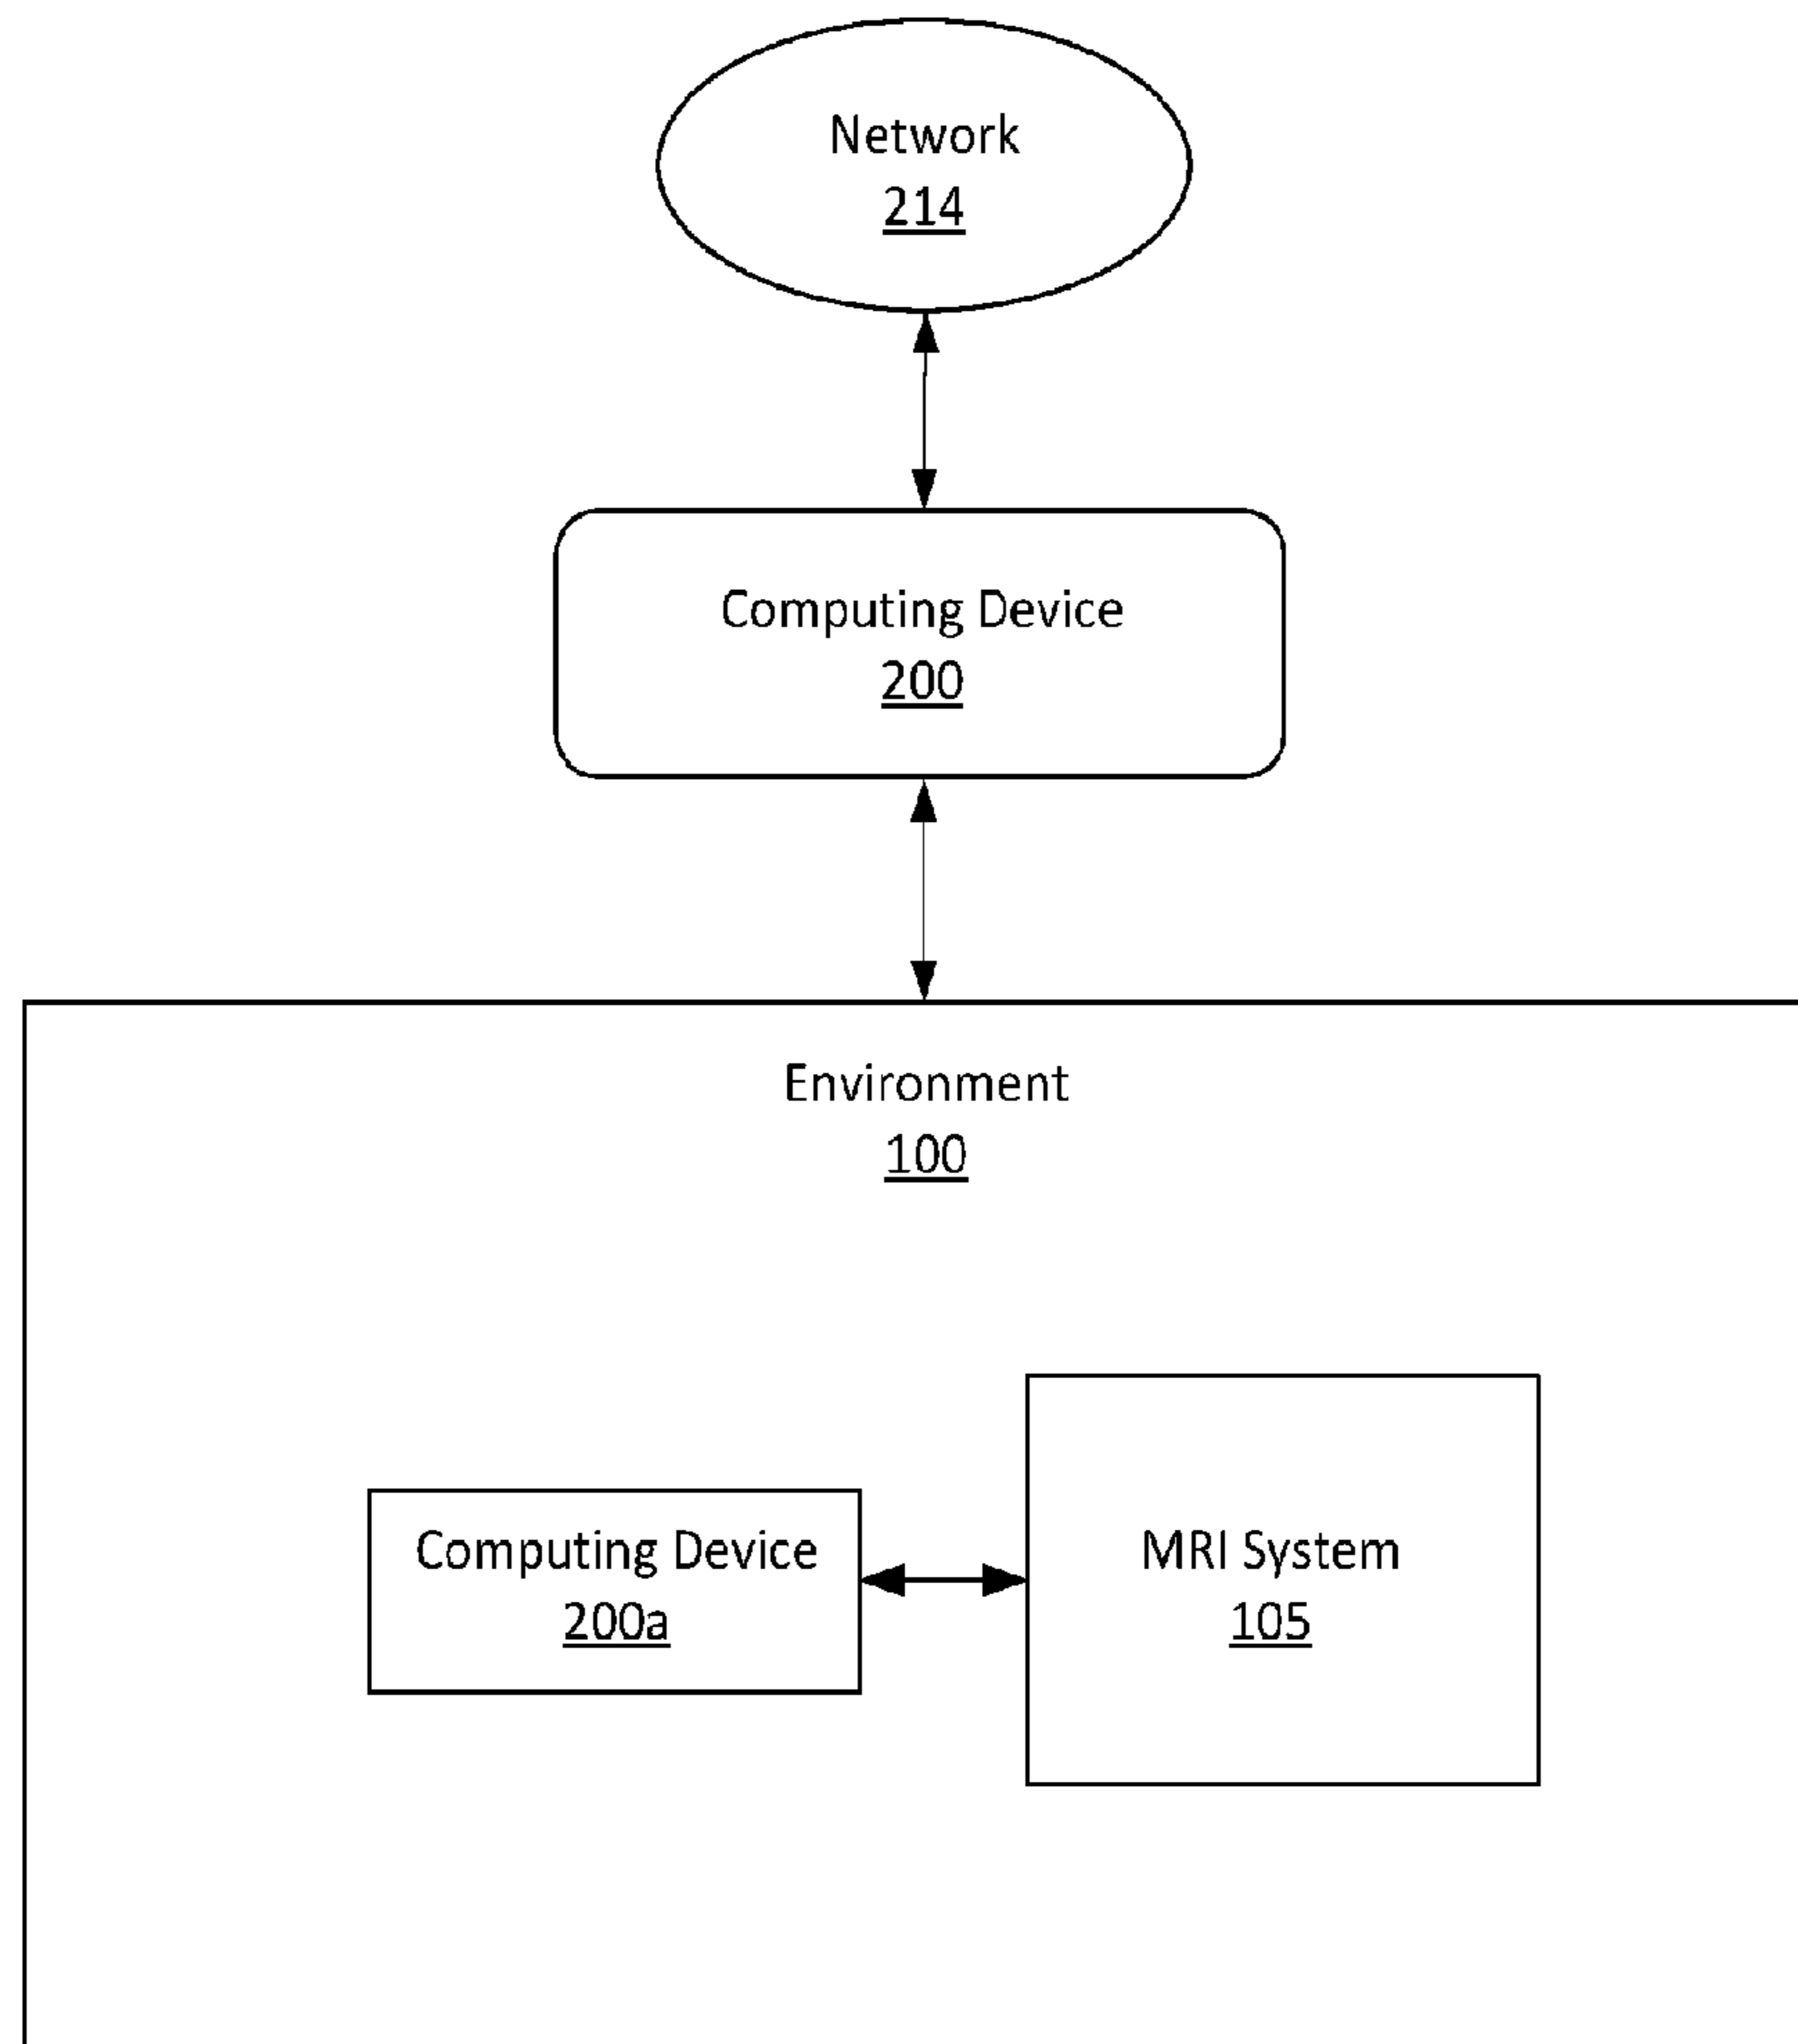 Network
214
Computing Device
200
Environment
100
Computing Device
200a
MRI System
105